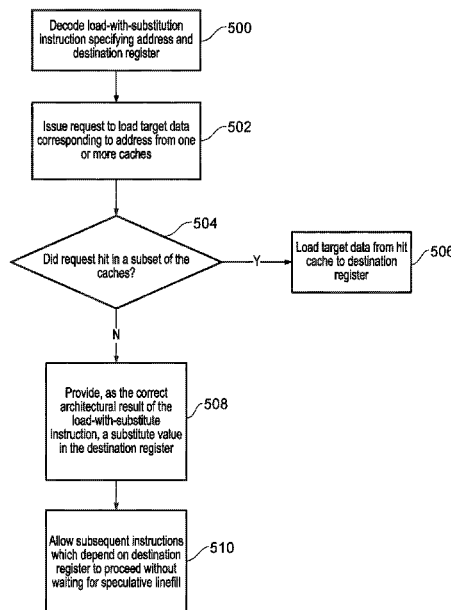 Decode load-with-substitution
instruction specifying address and
destination register
500
Issue request to load target data
corresponding to address from one
or more caches
502
504
Did request hit in a subset of the
caches?
Y
Load target data from hit
cache to destination
register
506
N
Provide, as the correct
architectural result of the
load-with-substitute
instruction, a substitute value
in the destination register
508
Allow subsequent instructions
which depend on destination
register to proceed without
waiting for speculative linefill
510